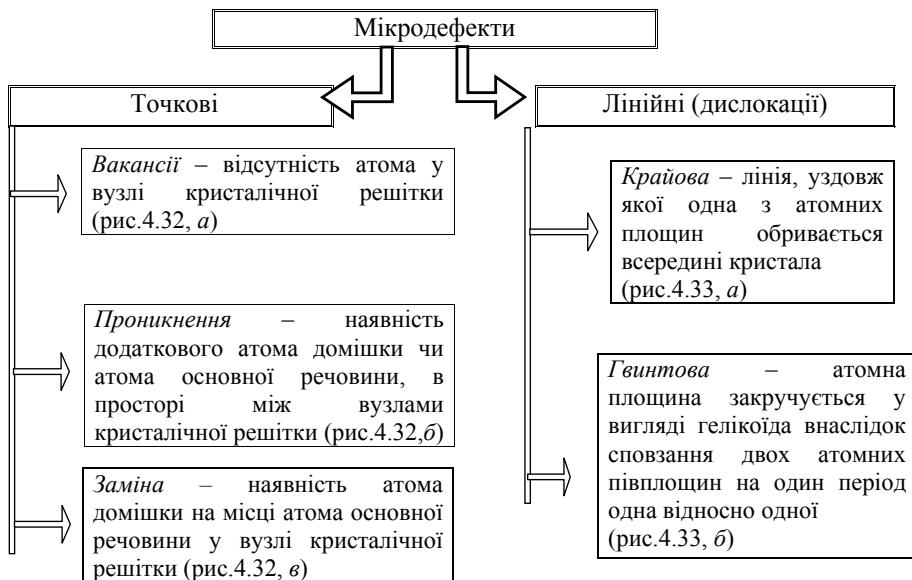 Мікродефекти
Точкові
Лінійні (дислокації)
Вакансії – відсутність атома у
вузлі кристалічної решітки
(рис.4.32, а)
Проникнення – наявність
додаткового атома домішки чи
атома основної речовини, в
просторі між вузлами
кристалічної решітки (рис.4.32,б)
Заміна – наявність атома
домішки на місці атома основної
речовини у вузлі кристалічної
решітки (рис.4.32, в)
Крайова – лінія, уздовж
якої одна з атомних
площин обривається
всередині кристала
(рис.4.33, а)
Гвинтова – атомна
площина закручується у
вигляді гелікоїда внаслідок
сповзання двох атомних
півплощин на один період
одна відносно одної
(рис.4.33, б)